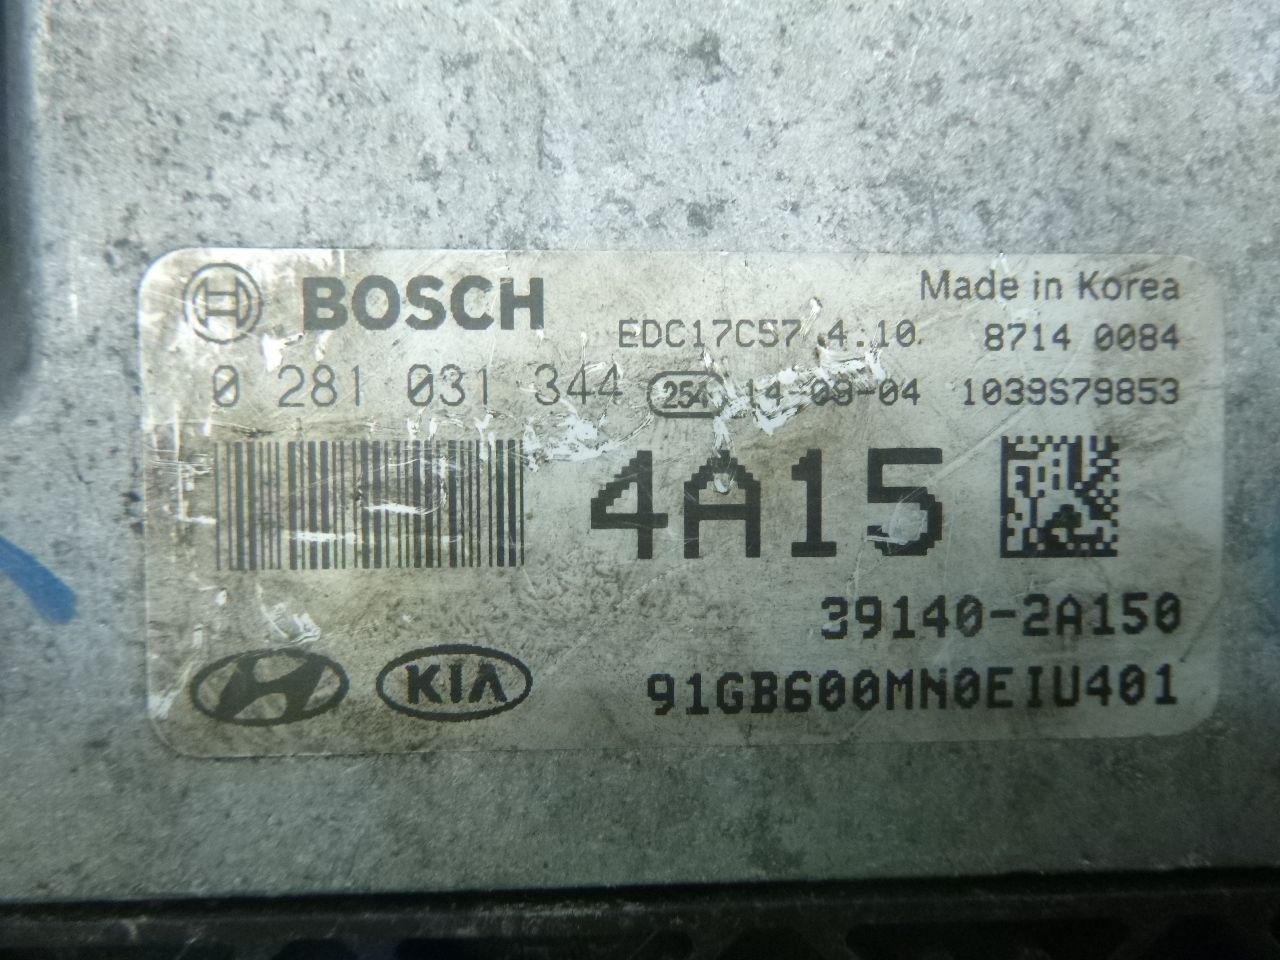 BOSCH
Made in Korea
EDC17C57 4.10
8714 0084
0 281 031 344
254
14-09-04
1039S79853
4A15
39140-2A150
KIA
91GB600MN0EIU401